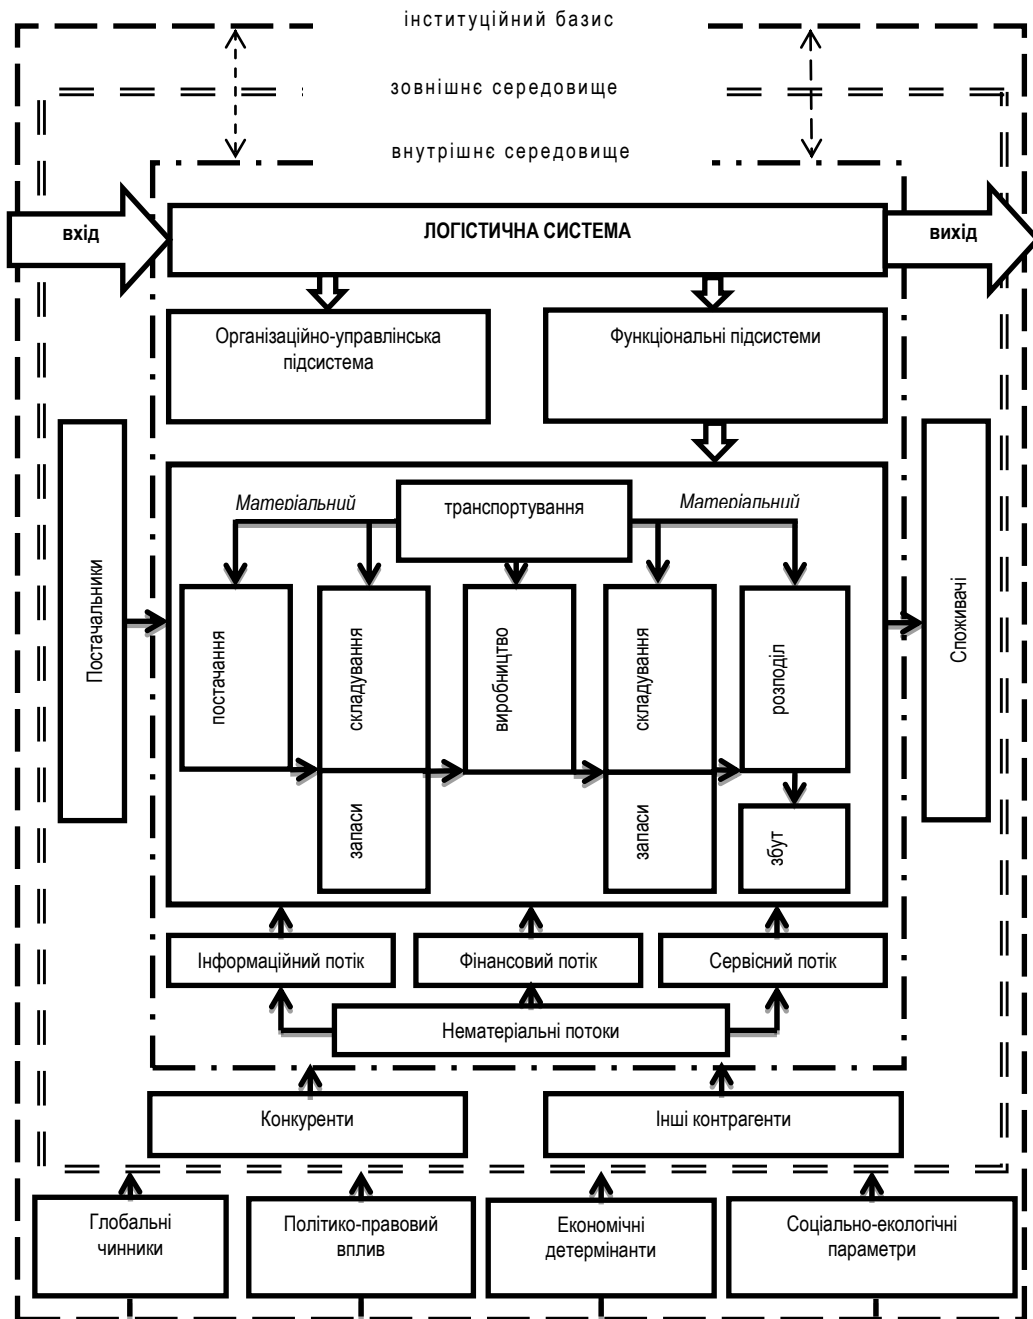 інституційний базис
зовнішнє середовище
внутрішнє середовище
вхід
ЛОГІСТИЧНА СИСТЕМА
вихід
Організаційно-управлінська
підсистема
Функціональні підсистеми
Постачальники
Матеріальний
транспортування
Матеріальний
постачання
складування
виробництво
складування
розподіл
запаси
запаси
збут
Споживачі
Інформаційний потік
Фінансовий потік
Сервісний потік
Нематеріальні потоки
Конкуренти
Інші контрагенти
Глобальні
чинники
Політико-правовий
вплив
Економічні
детермінанти
Соціально-екологічні
параметри